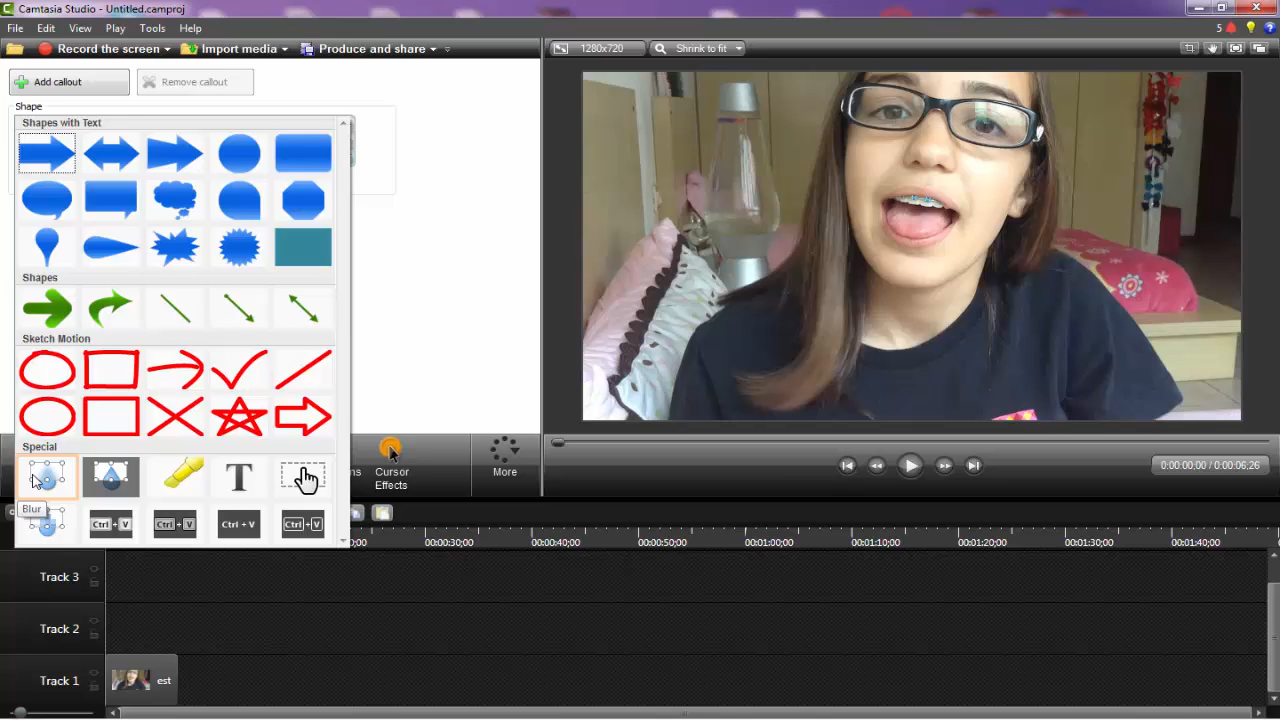 Camtasia Studio - Untitled.camproj
File Edit View Play Tools Help
5
Record the screen Import media Produce and share
1280x720 Shrink to fit
Add callout Remove callout
Shape
Shapes with Text
Shapes
Sketch Motion
Special
T
Blur
Ctrl + V Ctrl + V Ctrl + V Ctrl + V
ns
Cursor
Effects
More
0:00:00;00 / 0:00:06;26
00;00 00:00:30;00 00:00:40;00 00:00:50;00 00:01:00;00 00:01:10;00 00:01:20;00 00:01:30;00 00:01:40;00
Track 3
Track 2
Track 1 est